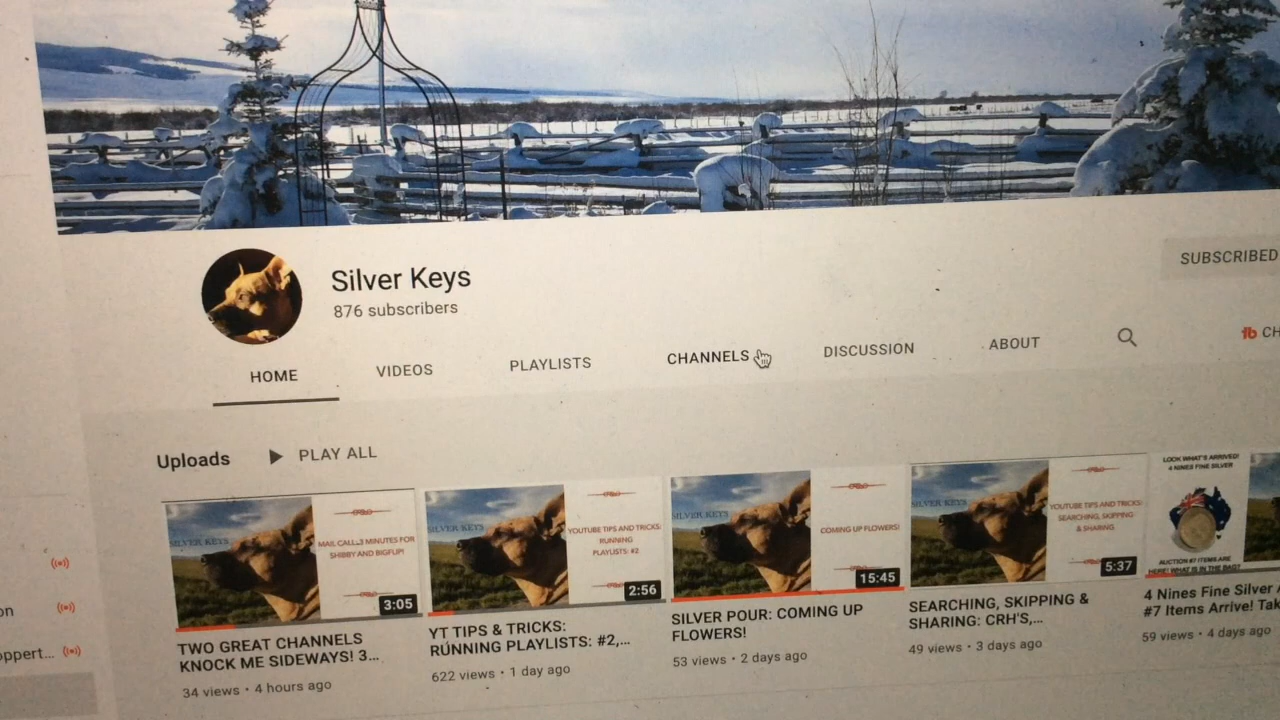 Silver Keys
876 subscribers
SUBSCRIBED
HOME
VIDEOS
PLAYLISTS
CHANNELS
DISCUSSION
ABOUT
CH
Uploads
PLAY ALL
SILVER KEYS
MAIL CALL..3 MINUTES FOR
SHIBBY AND BIGFUP!
3:05
TWO GREAT CHANNELS
KNOCK ME SIDEWAYS! 3...
34 views • 4 hours ago
SILVER KEYS
YOUTUBE TIPS AND TRICKS:
RUNNING
PLAYLISTS: #2
2:56
YT TIPS & TRICKS:
RUNNING PLAYLISTS: #2,...
622 views • 1 day ago
SILVER KEYS
COMING UP FLOWERS!
15:45
SILVER POUR: COMING UP
FLOWERS!
53 views • 2 days ago
SILVER KEYS
YOUTUBE TIPS AND TRICKS:
SEARCHING, SKIPPING
& SHARING
5:37
SEARCHING, SKIPPING &
SHARING: CRH'S,...
49 views • 3 days ago
LOOK WHAT'S ARRIVED!
4 NINES FINE SILVER
AUCTION #7 ITEMS ARE
HERE! WHAT IS IN THE BAG?
4 Nines Fine Silver A
#7 Items Arrive! Tak
59 views • 4 days ago
on
oppert...